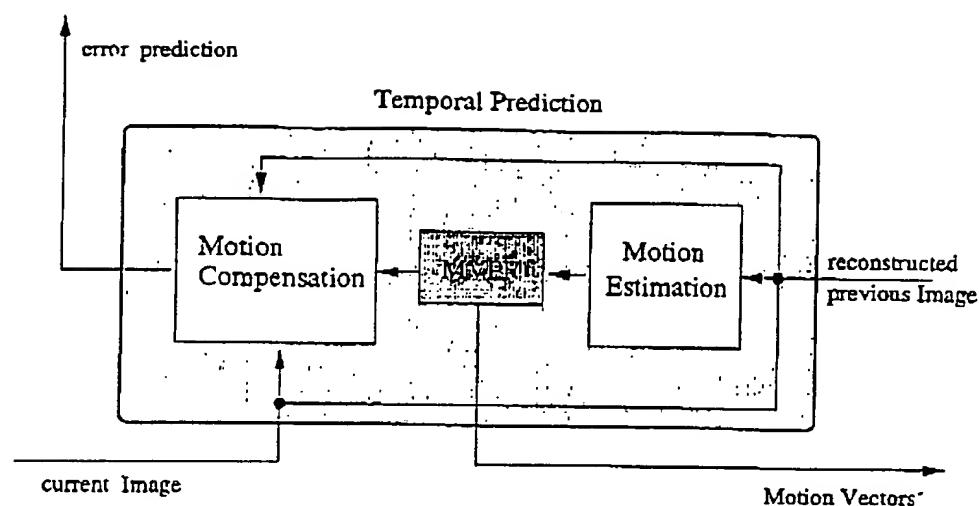 error prediction
Temporal Prediction
Motion
Compensation
Motion
Estimation
reconstructed
previous Image
current Image
Motion Vectors